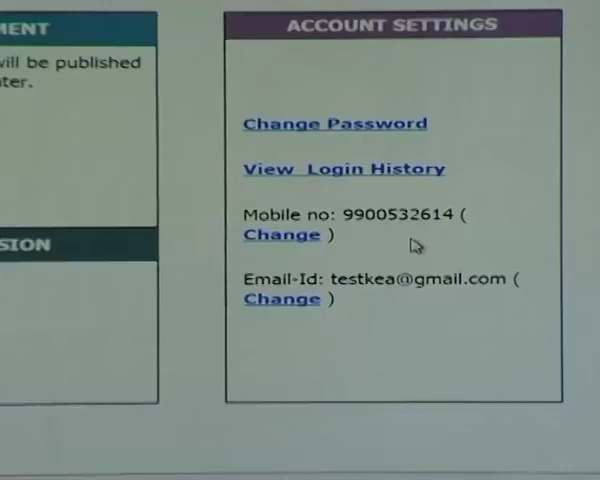 MENT
will be published
ter.
SION
ACCOUNT SETTINGS
Change Password
View Login History
Mobile no: 9900532614 (
Change )
Email-Id: testkea@gmail.com (
Change )